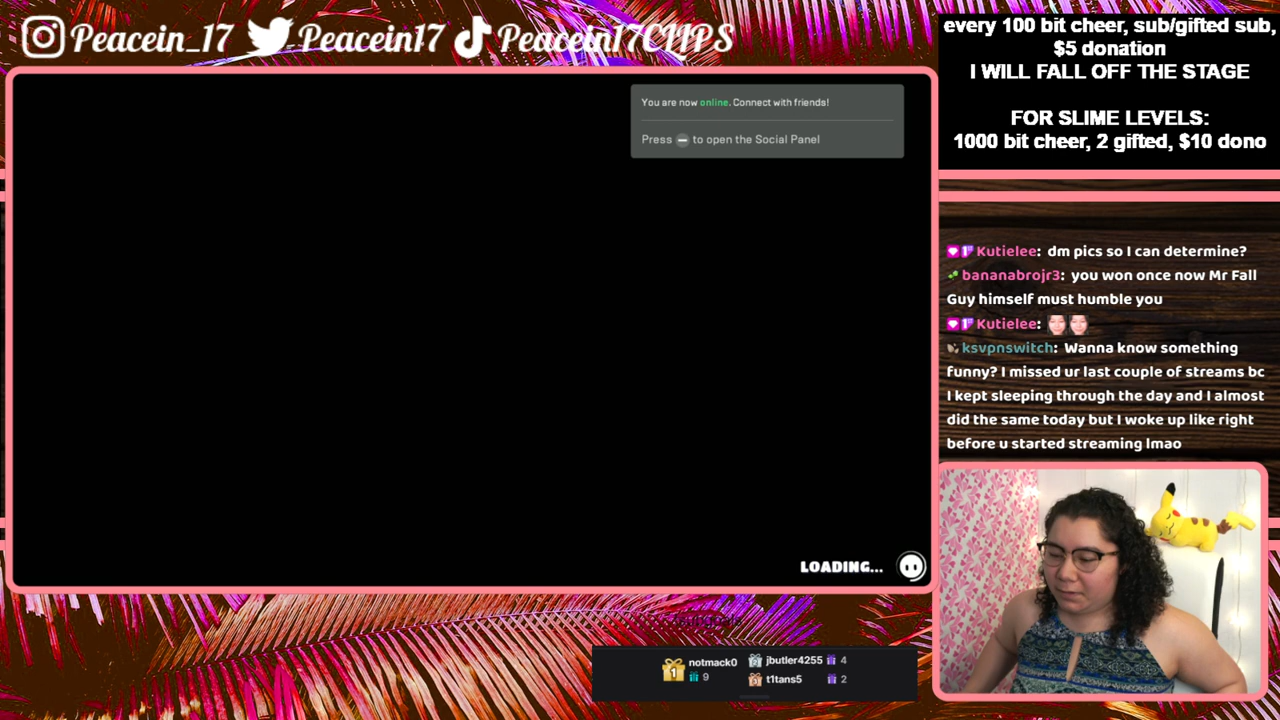 Peacein_17 Peacein17 Peacein17ClIPS
every 100 bit cheer, sub/gifted sub,
$5 donation
I WILL FALL OFF THE STAGE
FOR SLIME LEVELS:
1000 bit cheer, 2 gifted, $10 dono
You are now online. Connect with friends!
Press to open the Social Panel
Kutielee: dm pics so I can determine?
bananabrojr3: you won once now Mr Fall
Guy himself must humble you
Kutielee:
ksvpnswitch: Wanna know something
funny? I missed ur last couple of streams bc
I kept sleeping through the day and I almost
did the same today but I woke up like right
before u started streaming lmao
LOADING...
1 notmack0 9
2 jbutler4255 4
3 t1tans5 2